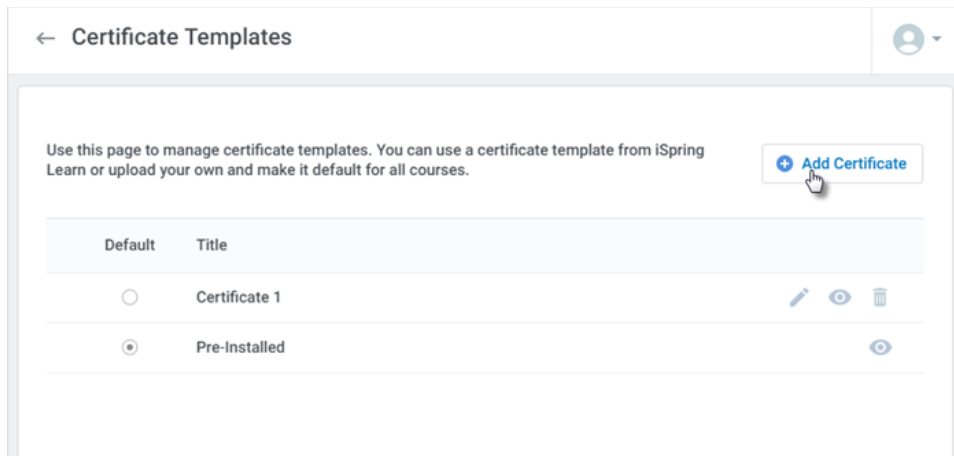 Certificate Templates
Use this page to manage certificate templates. You can use a certificate template from iSpring
Learn or upload your own and make it default for all courses.
Add Certificate
Default Title
Certificate 1
Pre-Installed